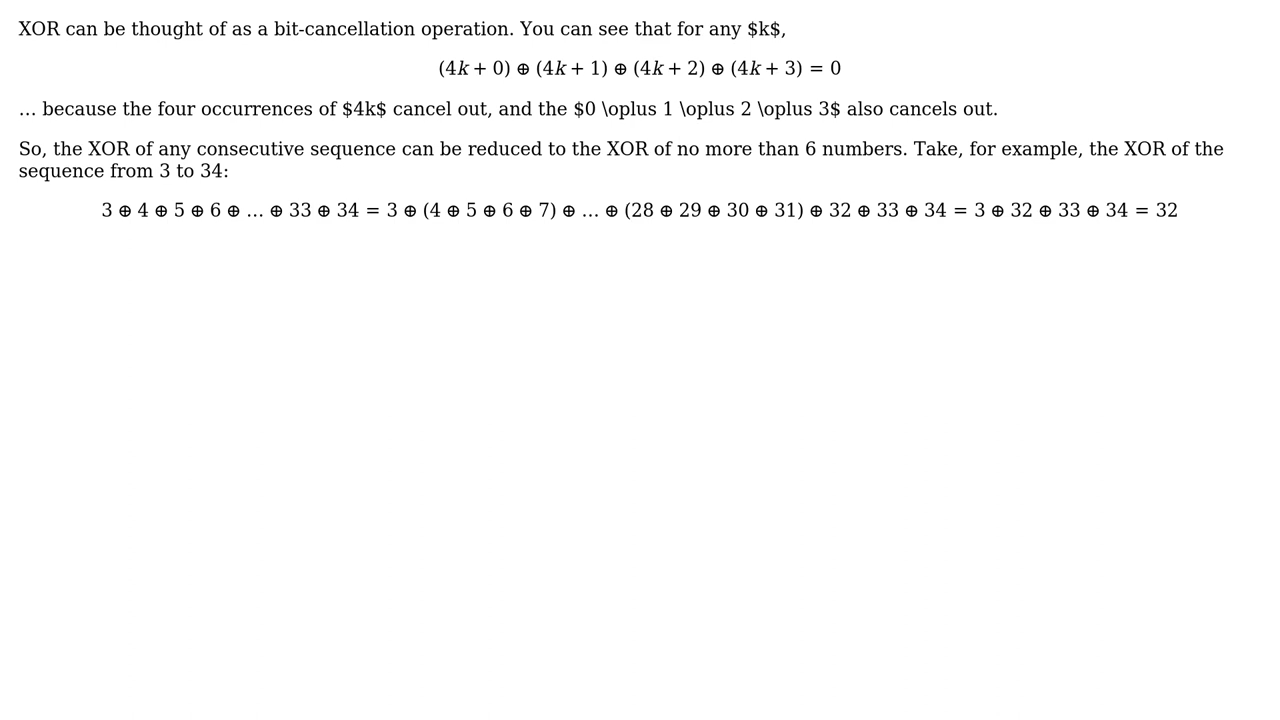 XOR can be thought of as a bit-cancellation operation. You can see that for any $k$,
(4k + 0) ⊕ (4k + 1) ⊕ (4k + 2) ⊕ (4k + 3) = 0
… because the four occurrences of $4k$ cancel out, and the $0 \oplus 1 \oplus 2 \oplus 3$ also cancels out.
So, the XOR of any consecutive sequence can be reduced to the XOR of no more than 6 numbers. Take, for example, the XOR of the
sequence from 3 to 34:
3 ⊕ 4 ⊕ 5 ⊕ 6 ⊕ … ⊕ 33 ⊕ 34 = 3 ⊕ (4 ⊕ 5 ⊕ 6 ⊕ 7) ⊕ … ⊕ (28 ⊕ 29 ⊕ 30 ⊕ 31) ⊕ 32 ⊕ 33 ⊕ 34 = 3 ⊕ 32 ⊕ 33 ⊕ 34 = 32